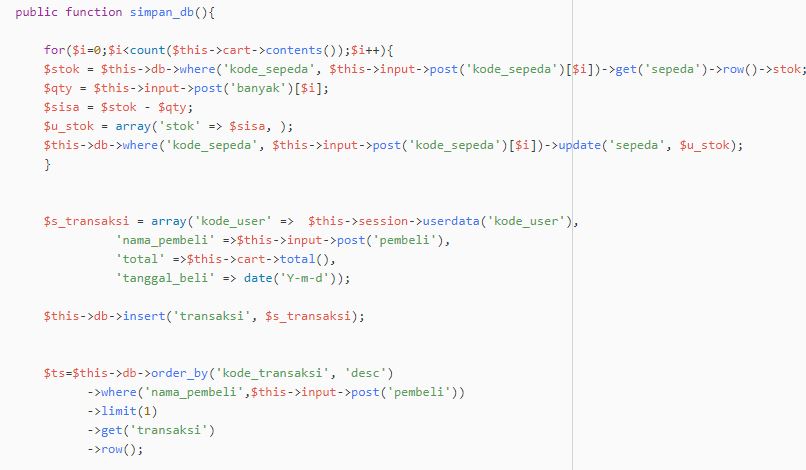 public function simpan_db(){
for($i=0;$i<count($this->cart->contents());$i++){
$stok = $this->db->where('kode_sepeda', $this->input->post('kode_sepeda')[$i])->get('sepeda')->row()->stok;
$qty = $this->input->post('banyak')[$i];
$sisa = $stok - $qty;
$u_stok = array('stok' => $sisa, );
$this->db->where('kode_sepeda', $this->input->post('kode_sepeda')[$i])->update('sepeda', $u_stok);
}
$s_transaksi = array('kode_user' =>  $this->session->userdata('kode_user'),
'nama_pembeli' =>$this->input->post('pembeli'),
'total' =>$this->cart->total(),
'tanggal_beli' => date('Y-m-d'));
$this->db->insert('transaksi', $s_transaksi);
$ts=$this->db->order_by('kode_transaksi', 'desc')
->where('nama_pembeli',$this->input->post('pembeli'))
->limit(1)
->get('transaksi')
->row();